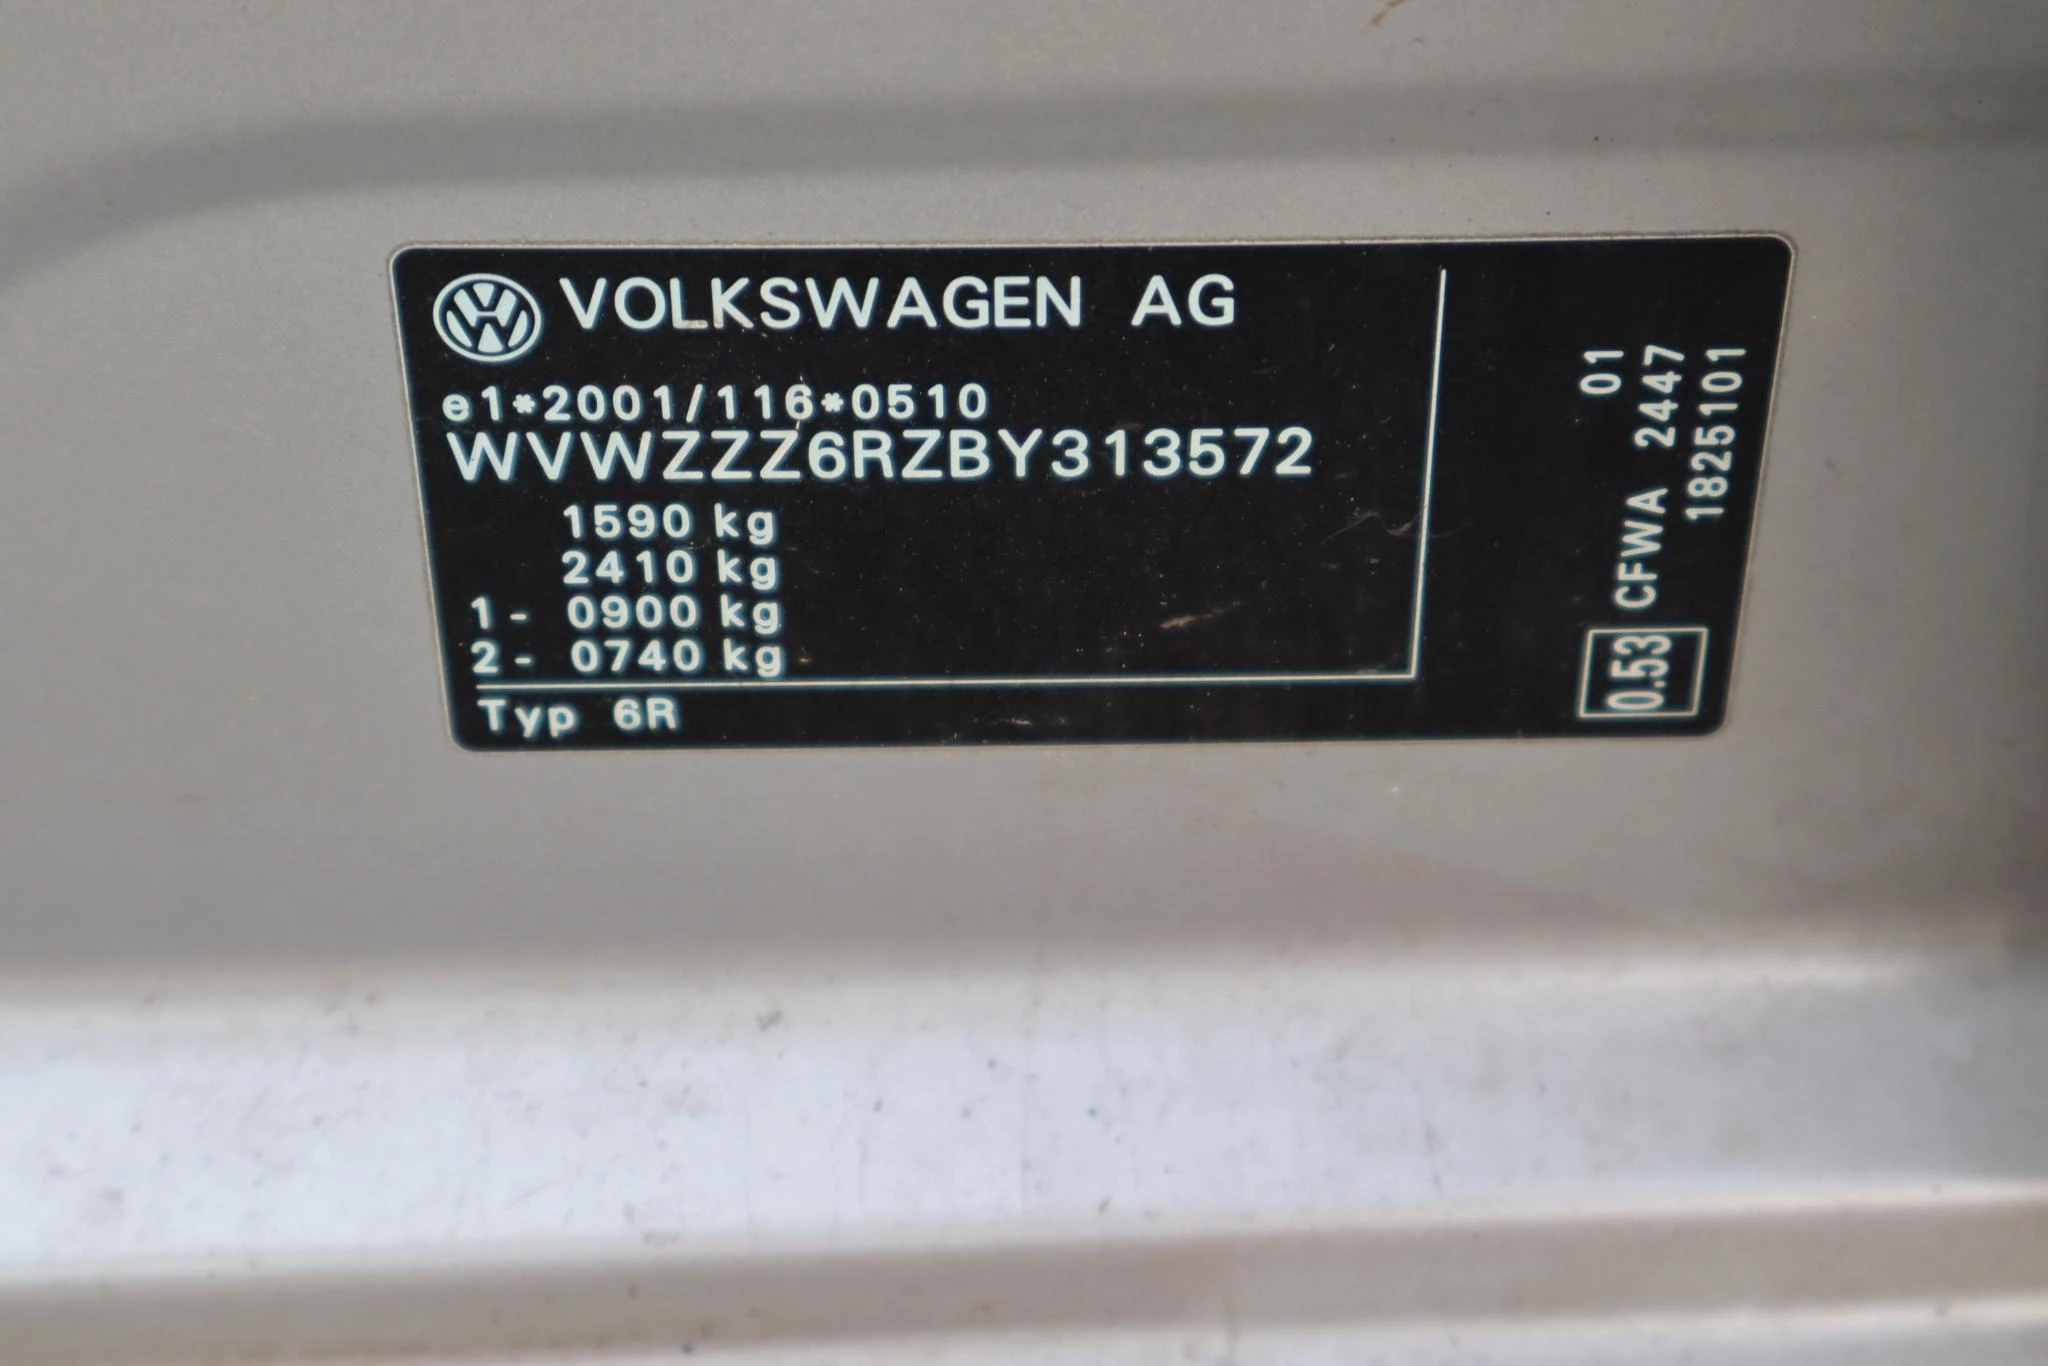 VOLKSWAGEN AG
e1*2001/116*0510
WVWZZZ6RZBY313572
1590 kg
2410 kg
1- 0900 kg
2- 0740 kg
Typ 6R
01
0.53 CFWA 2447
1825101